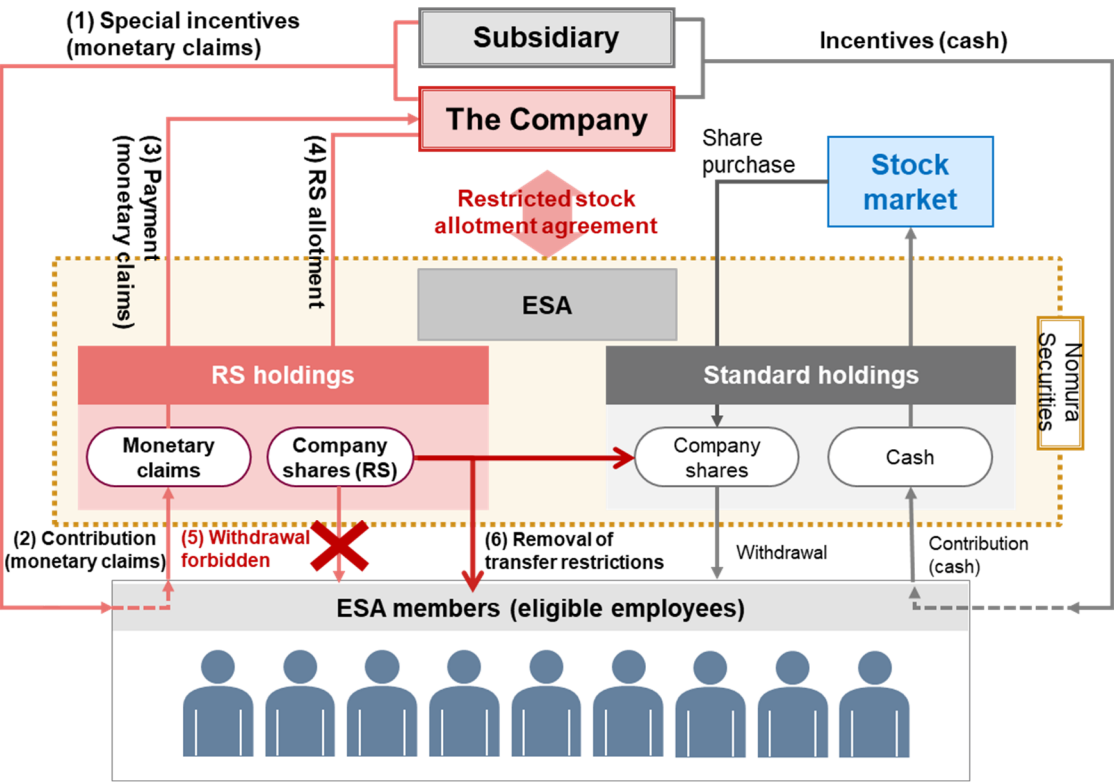 (1) Special incentives
(monetary claims)
Subsidiary
Incentives (cash)
The Company
(3) Payment
(monetary claims)
(4) RS allotment
Share
purchase
Stock
market
Restricted stock
allotment agreement
ESA
Nomura
Securities
RS holdings
Standard holdings
Monetary
claims
Company
shares (RS)
Company
shares
Cash
(2) Contribution
(monetary claims)
(5) Withdrawal
forbidden
(6) Removal of
transfer restrictions
Withdrawal
Contribution
(cash)
ESA members (eligible employees)